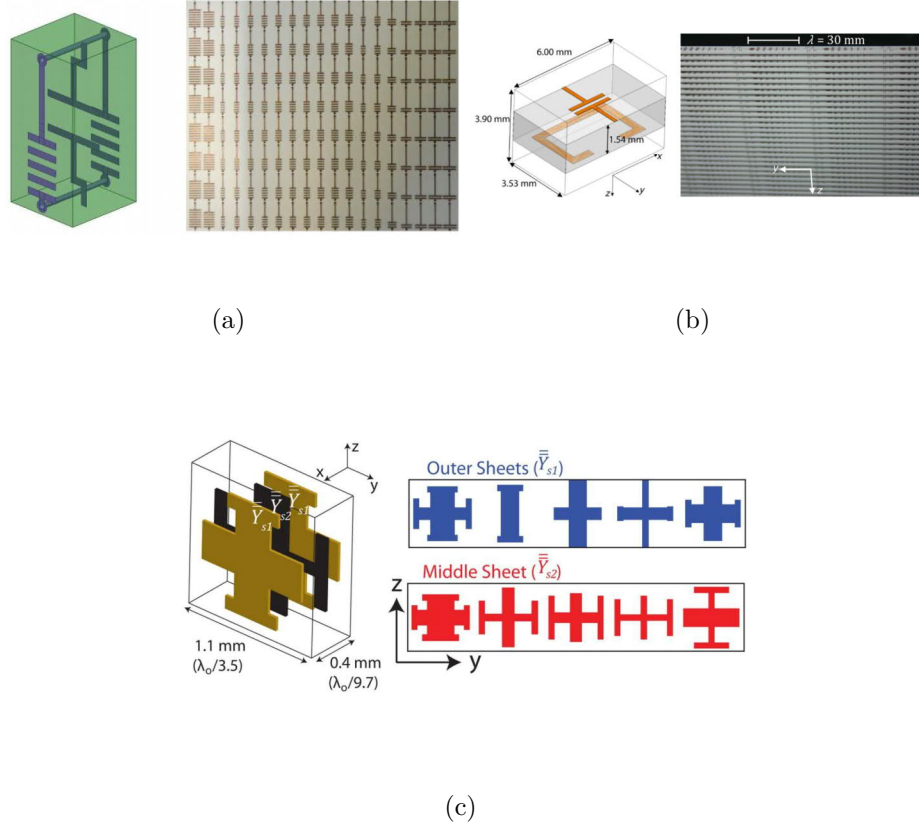 6.00 mm
3.90 mm
1.54 mm
3.53 mm
x
y
z
λ = 30 mm
y
z
(a)
(b)
z
x
y
Y̿s1
Y̿s2
Y̿s1
1.1 mm
(λo/3.5)
0.4 mm
(λo/9.7)
Outer Sheets (Y̿s1)
Middle Sheet (Y̿s2)
z
y
(c)